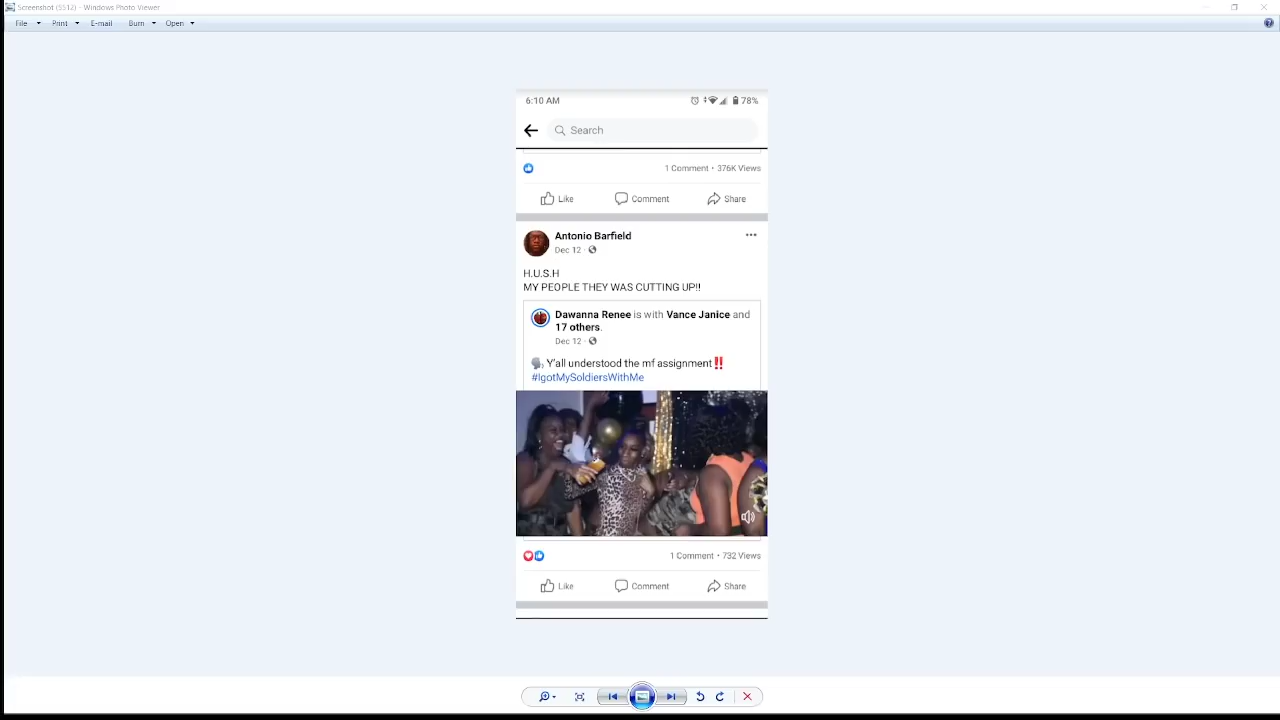 Screenshot (5512) - Windows Photo Viewer
File Print E-mail Burn Open
6:10 AM 78%
Search
1 Comment • 376K Views
Like Comment Share
Antonio Barfield
Dec 12 ·
H.U.S.H
MY PEOPLE THEY WAS CUTTING UP!!
Dawanna Renee is with Vance Janice and
17 others.
Dec 12 ·
Y'all understood the mf assignment‼️
#IgotMySoldiersWithMe
1 Comment • 732 Views
Like Comment Share